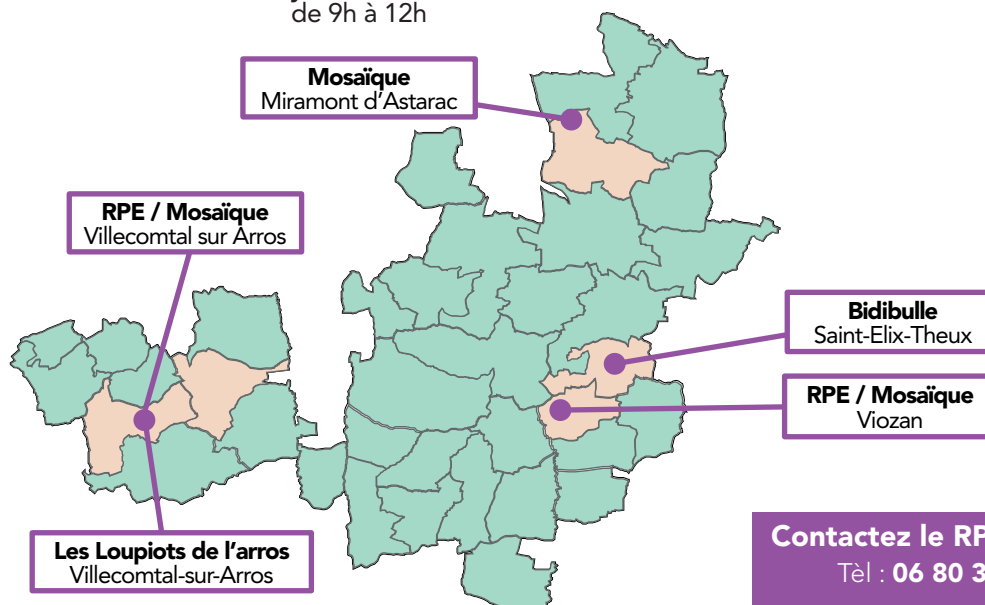 de 9h à 12h
Mosaïque
Miramont d'Astarac
RPE / Mosaïque
Villecomtal sur Arros
Bidibulle
Saint-Elix-Theux
RPE / Mosaïque
Viozan
Les Loupiots de l'arros
Villecomtal-sur-Arros
Contactez le RP
Tèl : 06 80 3